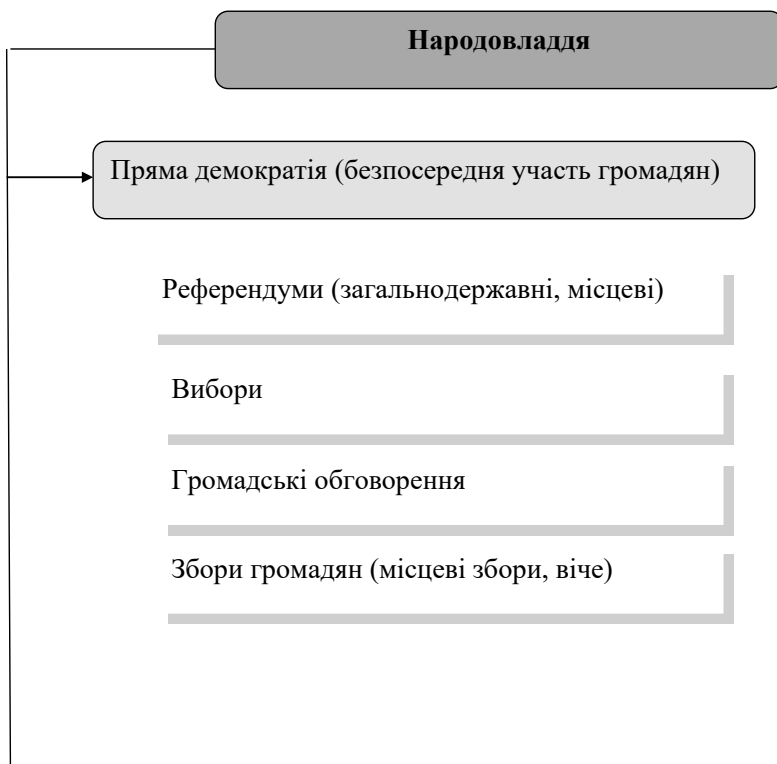 Народовладдя
Пряма демократія (безпосередня участь громадян)
Референдуми (загальнодержавні, місцеві)
Вибори
Громадські обговорення
Збори громадян (місцеві збори, віче)